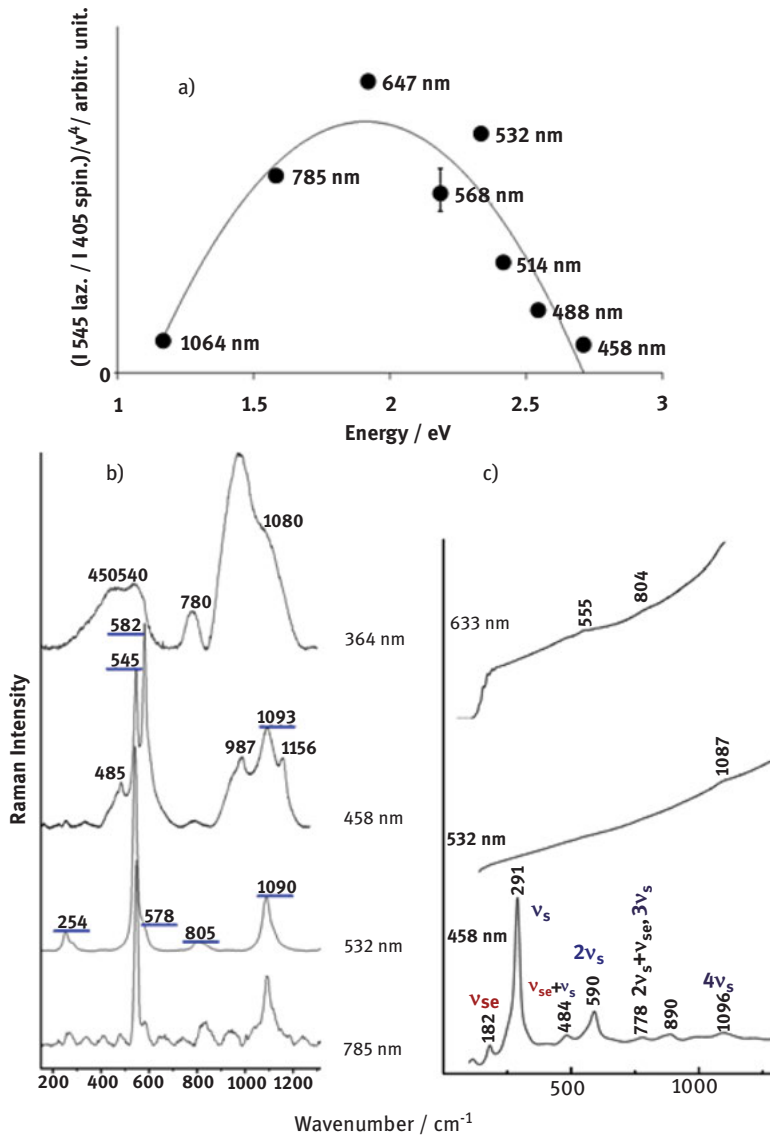 a)
(I 545 laz. / I 405 spin.)/v⁴/ arbitr. unit.
647 nm
532 nm
785 nm
568 nm
514 nm
488 nm
1064 nm
458 nm
0
1 1.5 2 2.5 3
Energy / eV
b)
Raman Intensity
1080
450540
780
364 nm
582
545
485
987
1093
1156
458 nm
254
578
805
1090
532 nm
785 nm
200 400 600 800 1000 1200
c)
633 nm
555
804
532 nm
1087
458 nm
νse
182
291
νs
νse+νs
484
2νs
590
778 2νs+νse, 3νs
890
4νs
1096
500 1000
Wavenumber / cm⁻¹